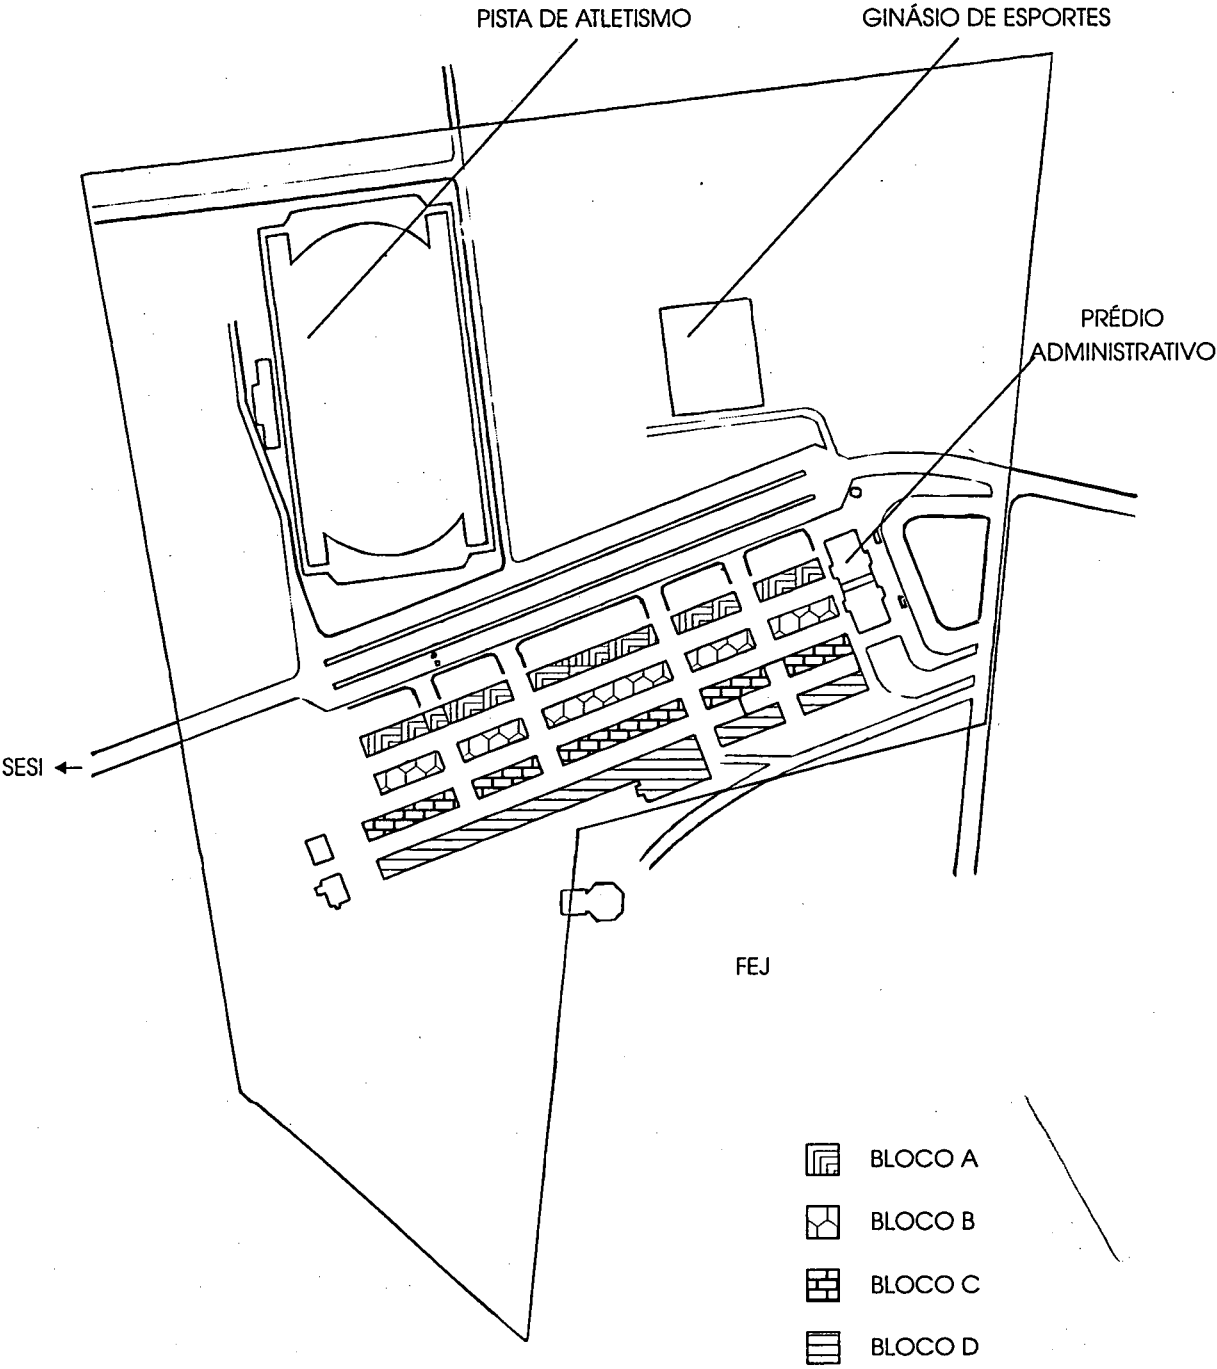 PISTA DE ATLETISMO
GINÁSIO DE ESPORTES
PRÉDIO
ADMINISTRATIVO
SESI ←
FEJ
BLOCO A
BLOCO B
BLOCO C
BLOCO D